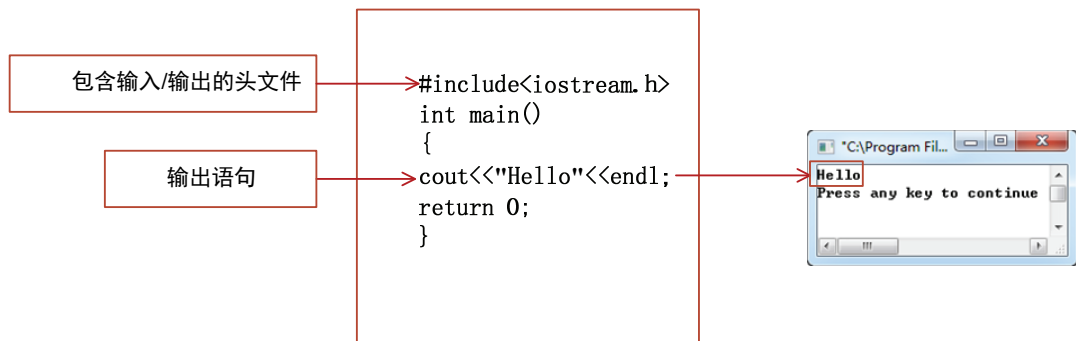 包含输入/输出的头文件
#include<iostream.h>
int main()
{
输出语句
cout<<"Hello"<<endl;
return 0;
}
"C:\Program Fil...
Hello
Press any key to continue